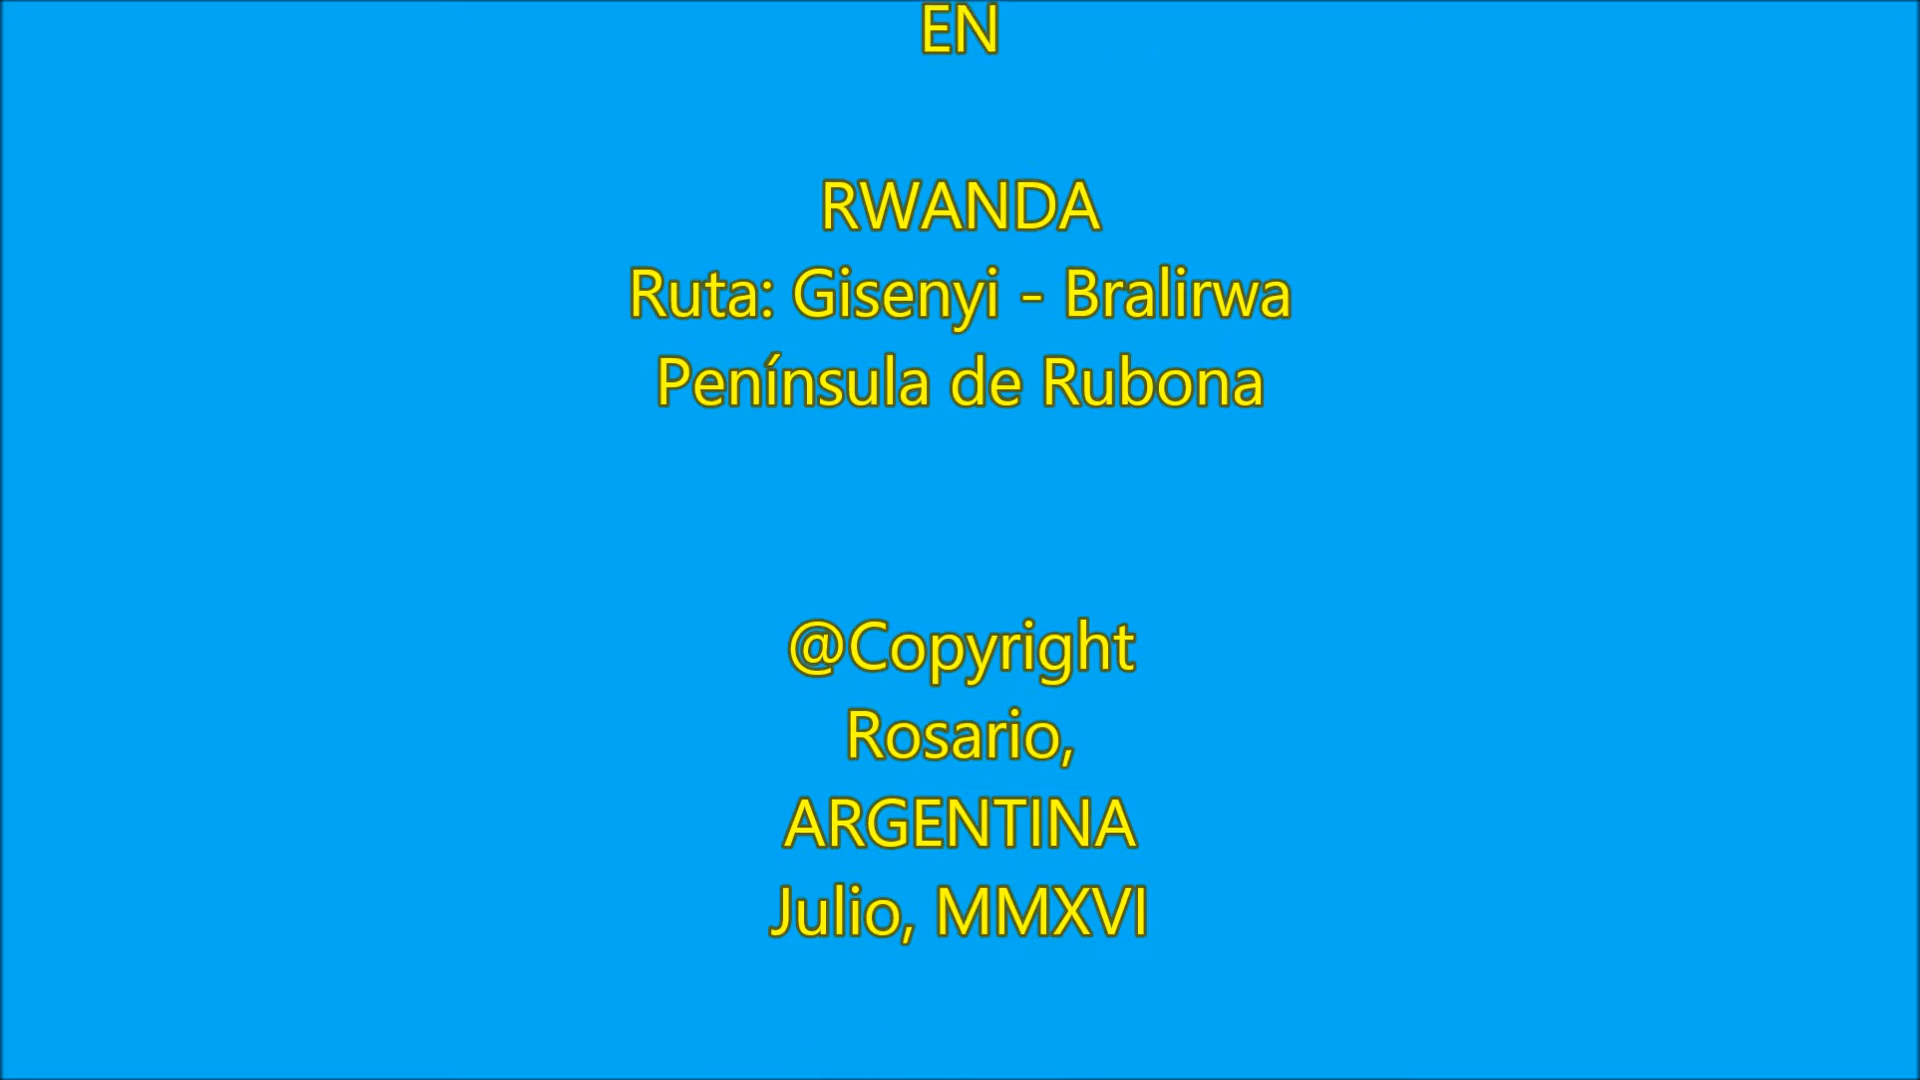 EN
RWANDA
Ruta: Gisenyi - Bralirwa
Península de Rubona
@Copyright
Rosario,
ARGENTINA
Julio, MMXVI